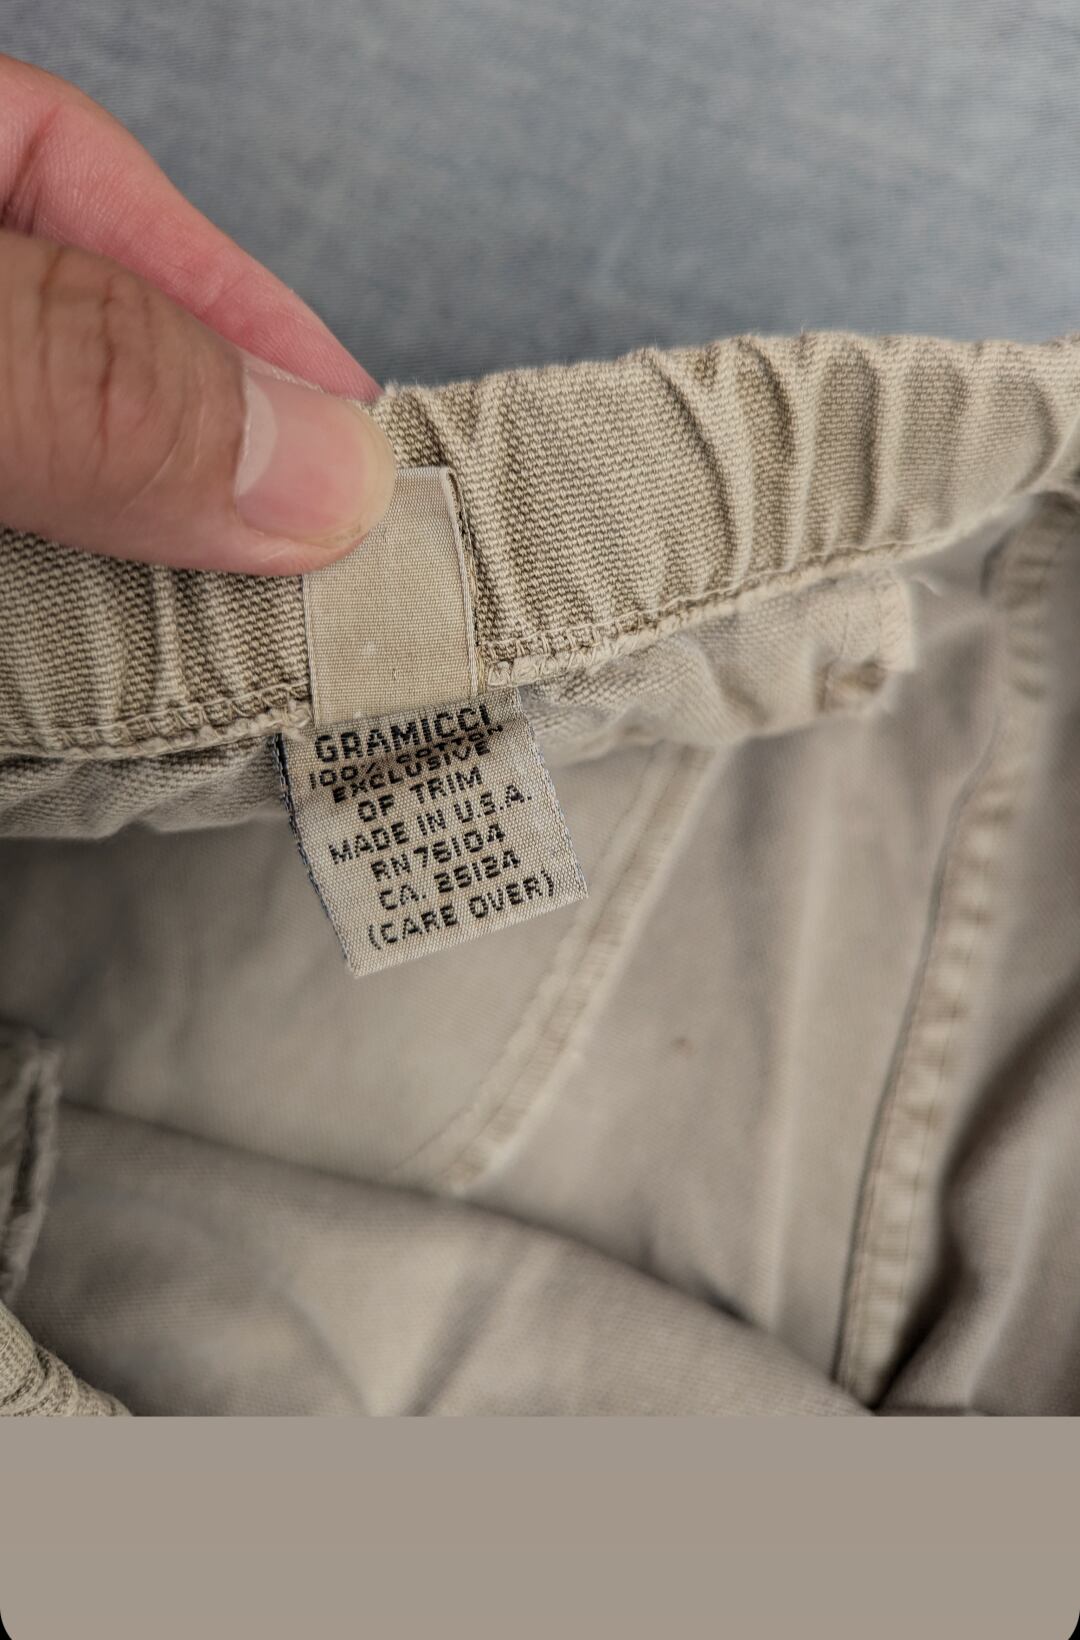 GRAMICCI
100% COTTON
EXCLUSIVE
OF TRIM
MADE IN U.S.A.
RN 76104
CA. 25124
(CARE OVER)